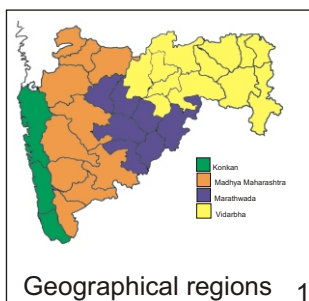 Konkan
Madhya Maharashtra
Marathwada
Vidarbha
Geographical regions 1